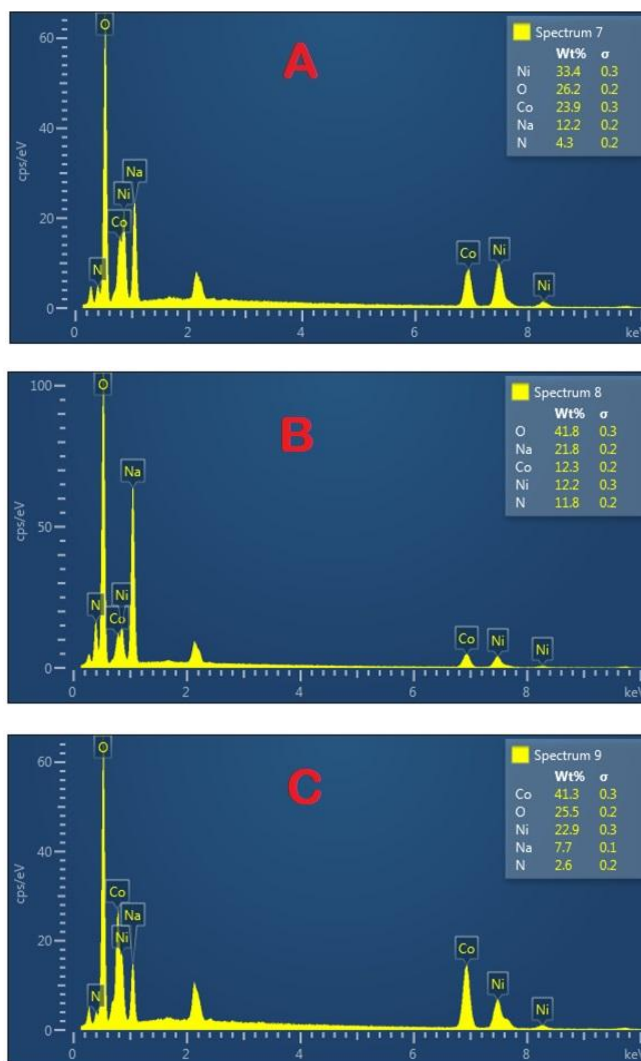 A
Spectrum 7
Wt% σ
Ni 33.4 0.3
O 26.2 0.2
Co 23.9 0.3
Na 12.2 0.2
N 4.3 0.2
cps/eV
60
40
20
0
N
O
Co
Ni
Na
Co
Ni
Ni
0 2 4 6 8 keV
B
Spectrum 8
Wt% σ
O 41.8 0.3
Na 21.8 0.2
Co 12.3 0.2
Ni 12.2 0.3
N 11.8 0.2
cps/eV
100
50
0
N
O
Co
Ni
Na
Co
Ni
Ni
0 2 4 6 8 keV
C
Spectrum 9
Wt% σ
Co 41.3 0.3
O 25.5 0.2
Ni 22.9 0.3
Na 7.7 0.1
N 2.6 0.2
cps/eV
60
40
20
0
N
O
Co
Ni
Na
Co
Ni
Ni
0 2 4 6 8 keV